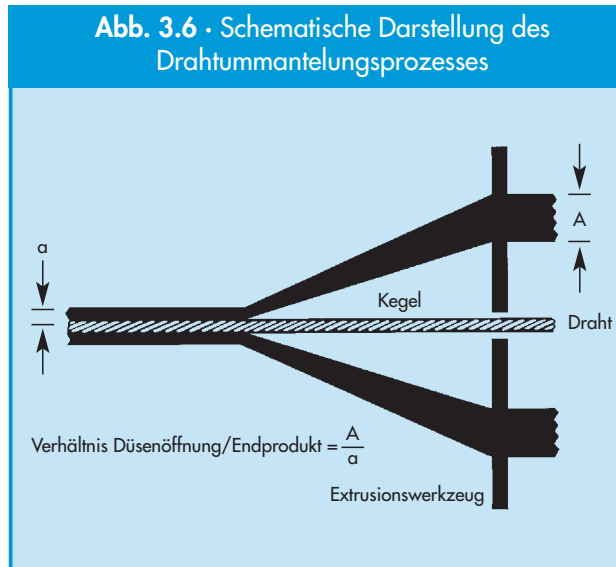 Abb. 3.6 · Schematische Darstellung des
Drahtummantelungsprozesses
a
A
Kegel
Draht
Verhältnis Düsenöffnung/Endprodukt = A/a
Extrusionswerkzeug